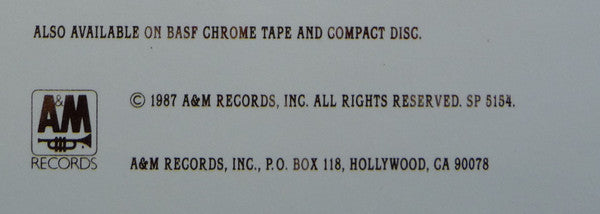 ALSO AVAILABLE ON BASF CHROME TAPE AND COMPACT DISC.
A&M
RECORDS
© 1987 A&M RECORDS, INC. ALL RIGHTS RESERVED. SP 5154.
A&M RECORDS, INC., P.O. BOX 118, HOLLYWOOD, CA 90078